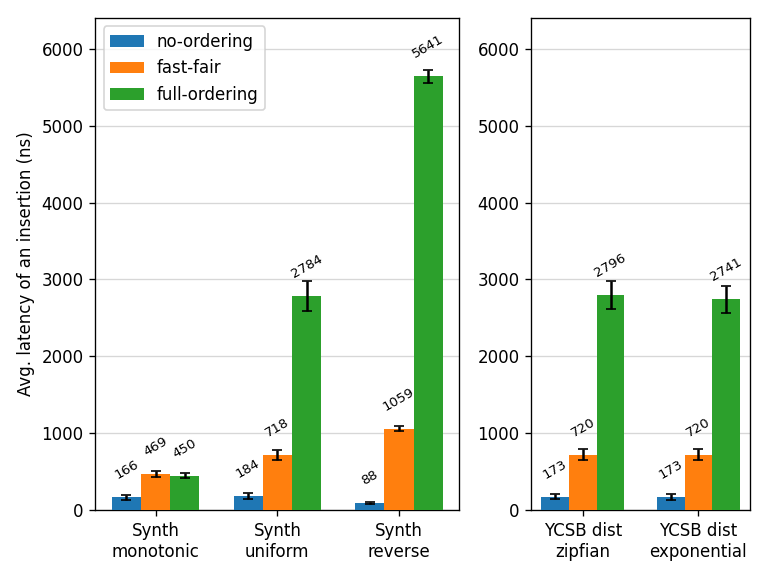 Avg. latency of an insertion (ns)
6000
5000
4000
3000
2000
1000
0
no-ordering
fast-fair
full-ordering
166
469
450
184
718
2784
88
1059
5641
Synth
monotonic
Synth
uniform
Synth
reverse
6000
5000
4000
3000
2000
1000
0
173
720
2796
173
720
2741
YCSB dist
zipfian
YCSB dist
exponential